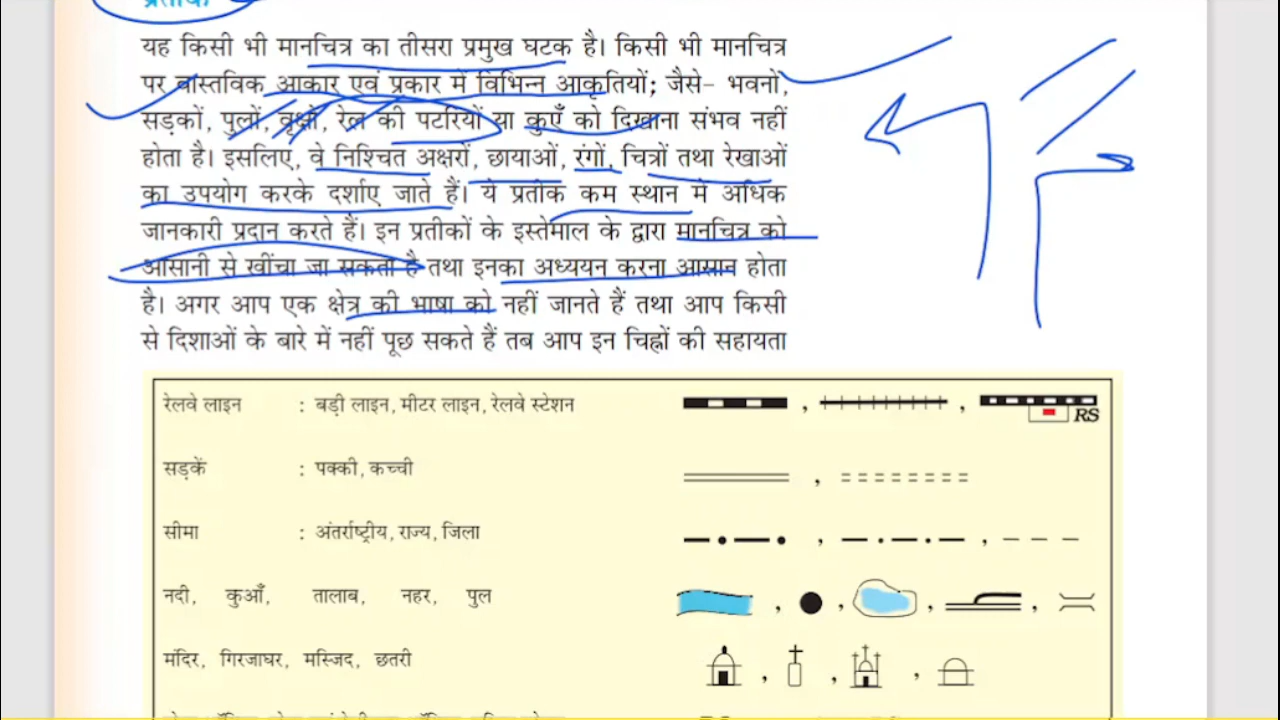 प्रतीक
यह किसी भी मानचित्र का तीसरा प्रमुख घटक है। किसी भी मानचित्र
पर वास्तविक आकार एवं प्रकार में विभिन्न आकृतियों; जैसे- भवनो,
सड़कों, पुलों, वृक्षों, रेल की पटरियों या कुएँ को दिखाना संभव नहीं
होता है। इसलिए, वे निश्चित अक्षरों, छायाओं, रंगों, चित्रों तथा रेखाओं
का उपयोग करके दर्शाए जाते हैं। ये प्रतीक कम स्थान में अधिक
जानकारी प्रदान करते हैं। इन प्रतीकों के इस्तेमाल के द्वारा मानचित्र को
आसानी से खींचा जा सकता है तथा इनका अध्ययन करना आसान होता
है। अगर आप एक क्षेत्र की भाषा को नहीं जानते हैं तथा आप किसी
से दिशाओं के बारे में नहीं पूछ सकते हैं तब आप इन चिह्नों की सहायता
रेलवे लाइन : बड़ी लाइन, मीटर लाइन, रेलवे स्टेशन , , RS
सड़कें : पक्की, कच्ची ,
सीमा : अंतर्राष्ट्रीय, राज्य, जिला , ,
नदी, कुआँ, तालाब, नहर, पुल , , , ,
मंदिर, गिरजाघर, मस्जिद, छतरी , , ,